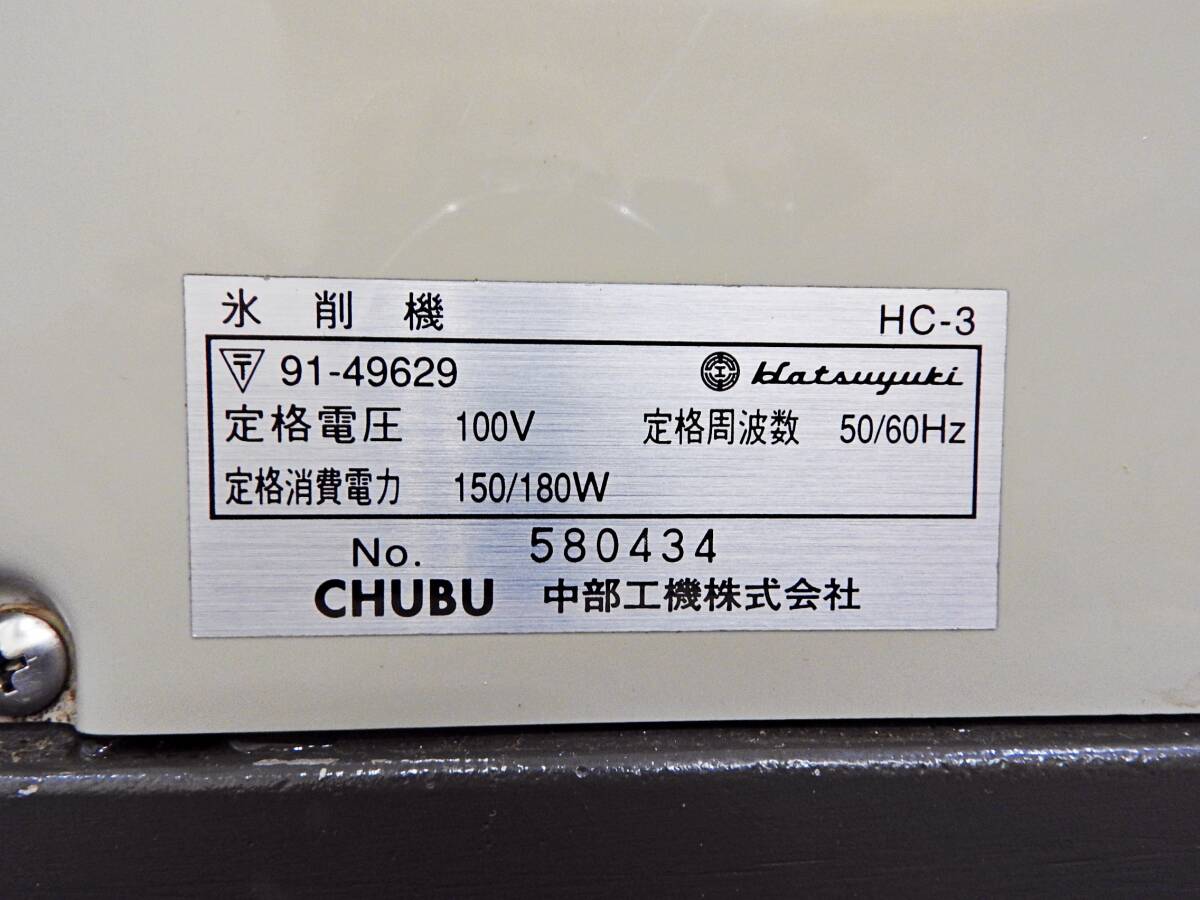 氷削機 HC-3
〒 91-49629 Hatsuyuki
定格電圧 100V 定格周波数 50/60Hz
定格消費電力 150/180W
No. 580434
CHUBU 中部工機株式会社